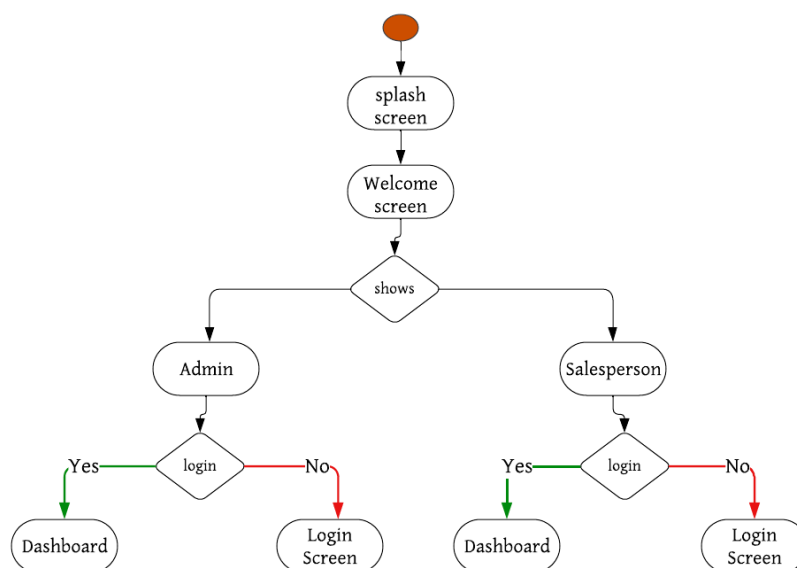 splash
screen
Welcome
screen
shows
Admin
Salesperson
Yes
login
No
Yes
login
No
Dashboard
Login
Screen
Dashboard
Login
Screen